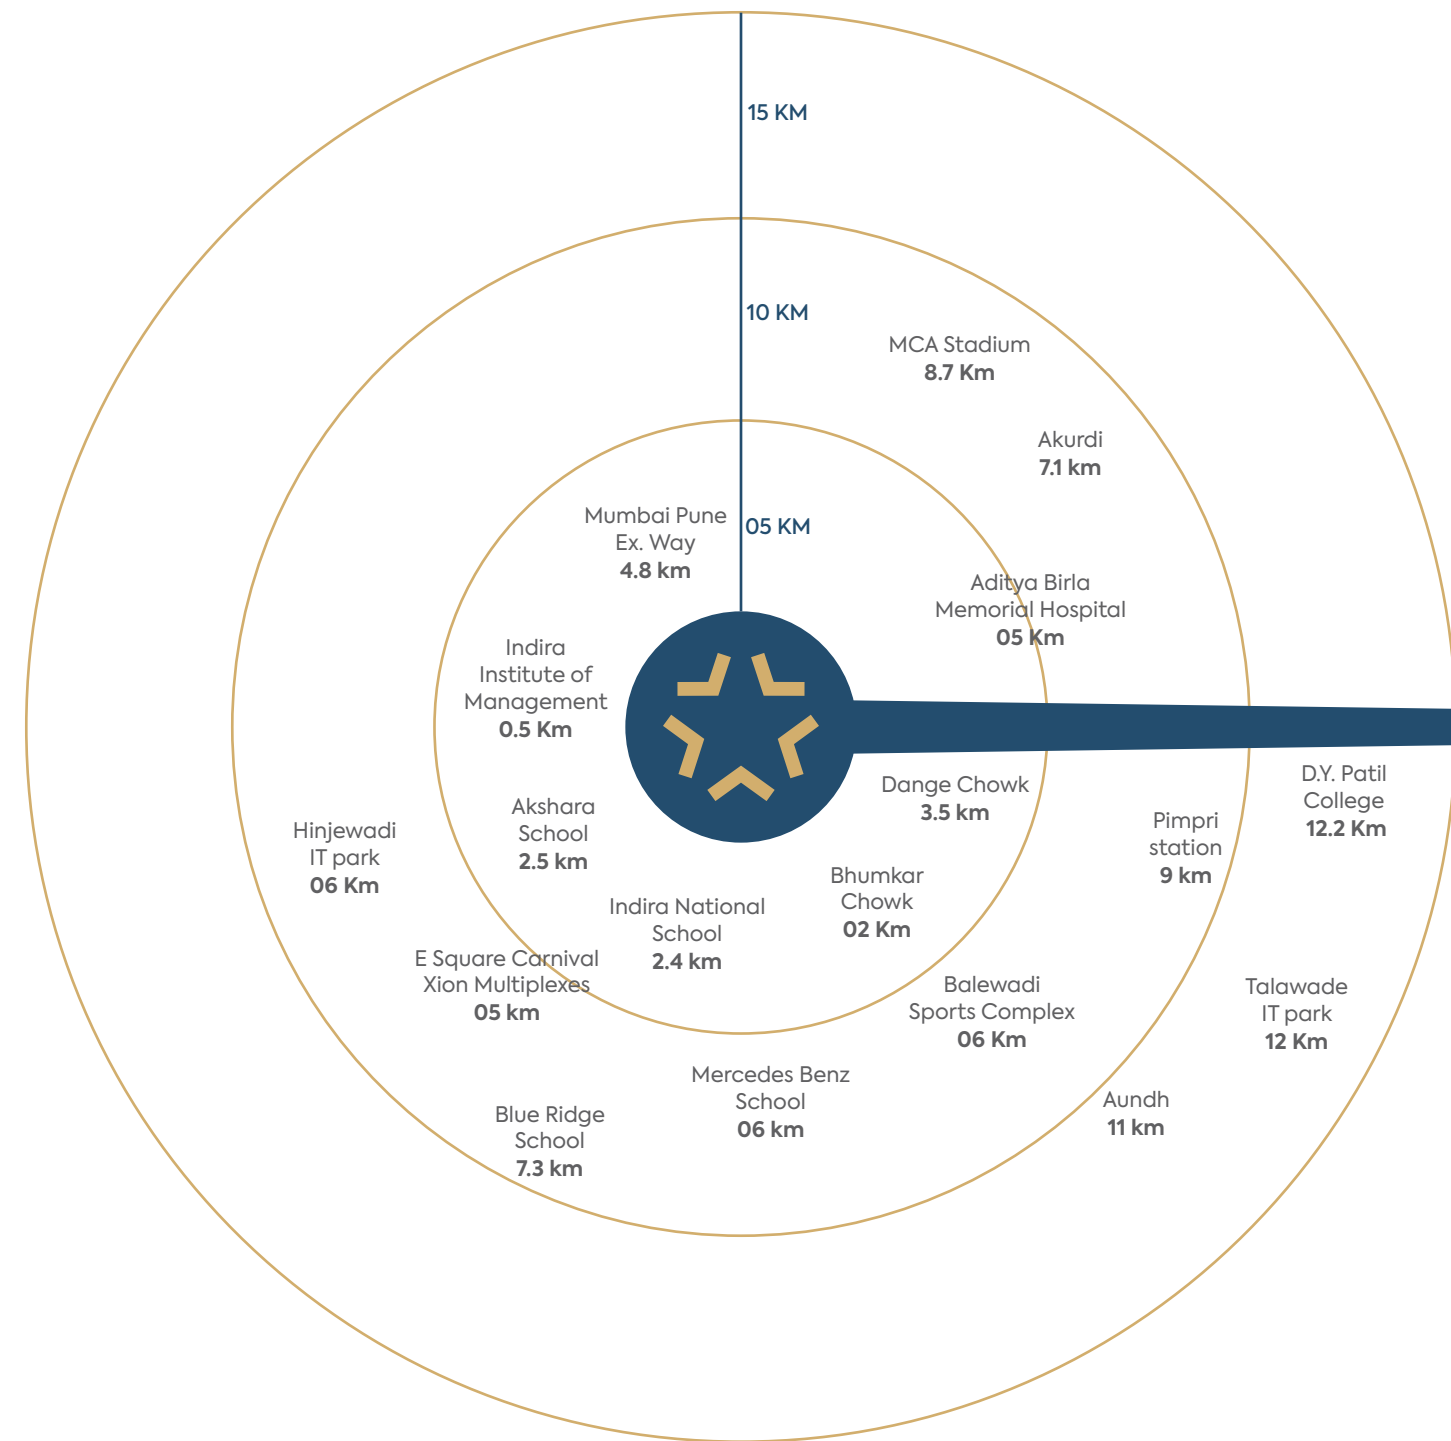 15 KM
10 KM
MCA Stadium
8.7 Km
Akurdi
7.1 km
Mumbai Pune
Ex. Way
4.8 km
05 KM
Aditya Birla
Memorial Hospital
05 Km
Indira
Institute of
Management
0.5 Km
Dange Chowk
3.5 km
D.Y. Patil
College
12.2 Km
Akshara
School
2.5 km
Hinjewadi
IT park
06 Km
Pimpri
station
9 km
Bhumkar
Chowk
02 Km
Indira National
School
2.4 km
E Square Carnival
Xion Multiplexes
05 km
Balewadi
Sports Complex
06 Km
Talawade
IT park
12 Km
Mercedes Benz
School
06 km
Aundh
11 km
Blue Ridge
School
7.3 km